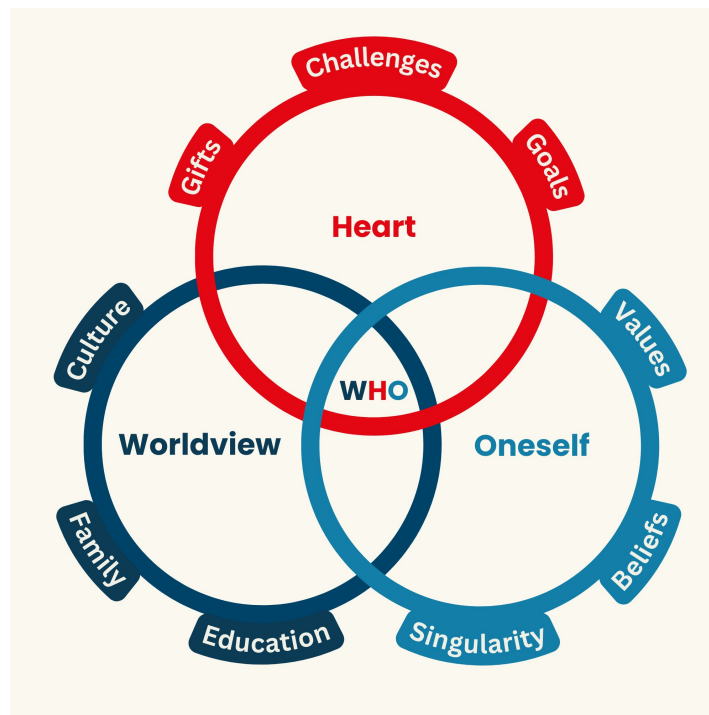 Challenges
Gifts
Goals
Heart
Culture
Values
WHO
Worldview
Oneself
Family
Beliefs
Education
Singularity